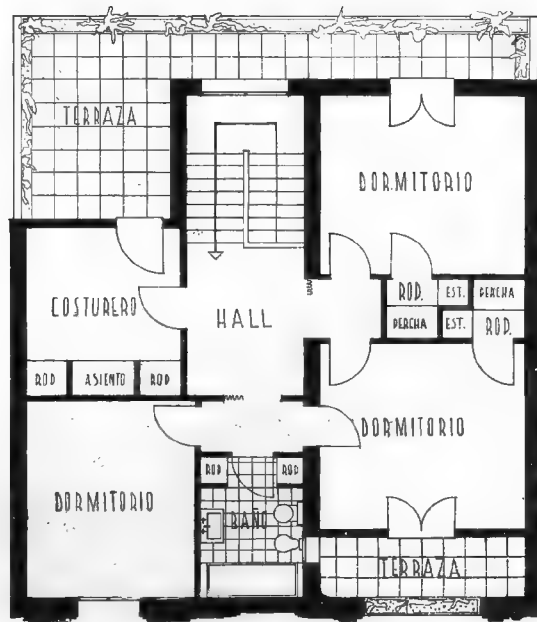 TERRAZA
DORMITORIO
COSTURERO
HALL
ROD.
EST.
PERCHA
PERCHA
EST.
ROD.
ROD
ASIENTO
ROD
DORMITORIO
DORMITORIO
ROD
ROD
BAÑO
TERRAZA